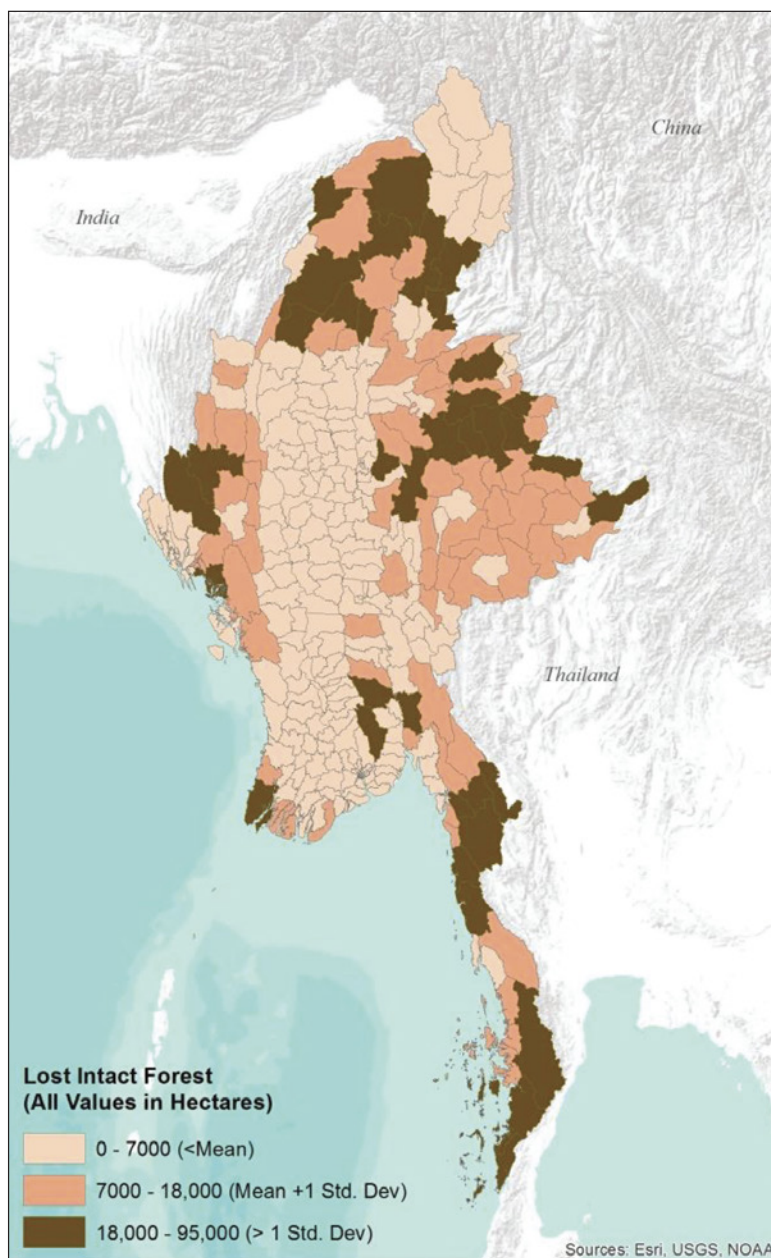 China
India
Thailand
Lost Intact Forest
(All Values in Hectares)
0 - 7000 (<Mean)
7000 - 18,000 (Mean +1 Std. Dev)
18,000 - 95,000 (> 1 Std. Dev)
Sources: Esri, USGS, NOAA